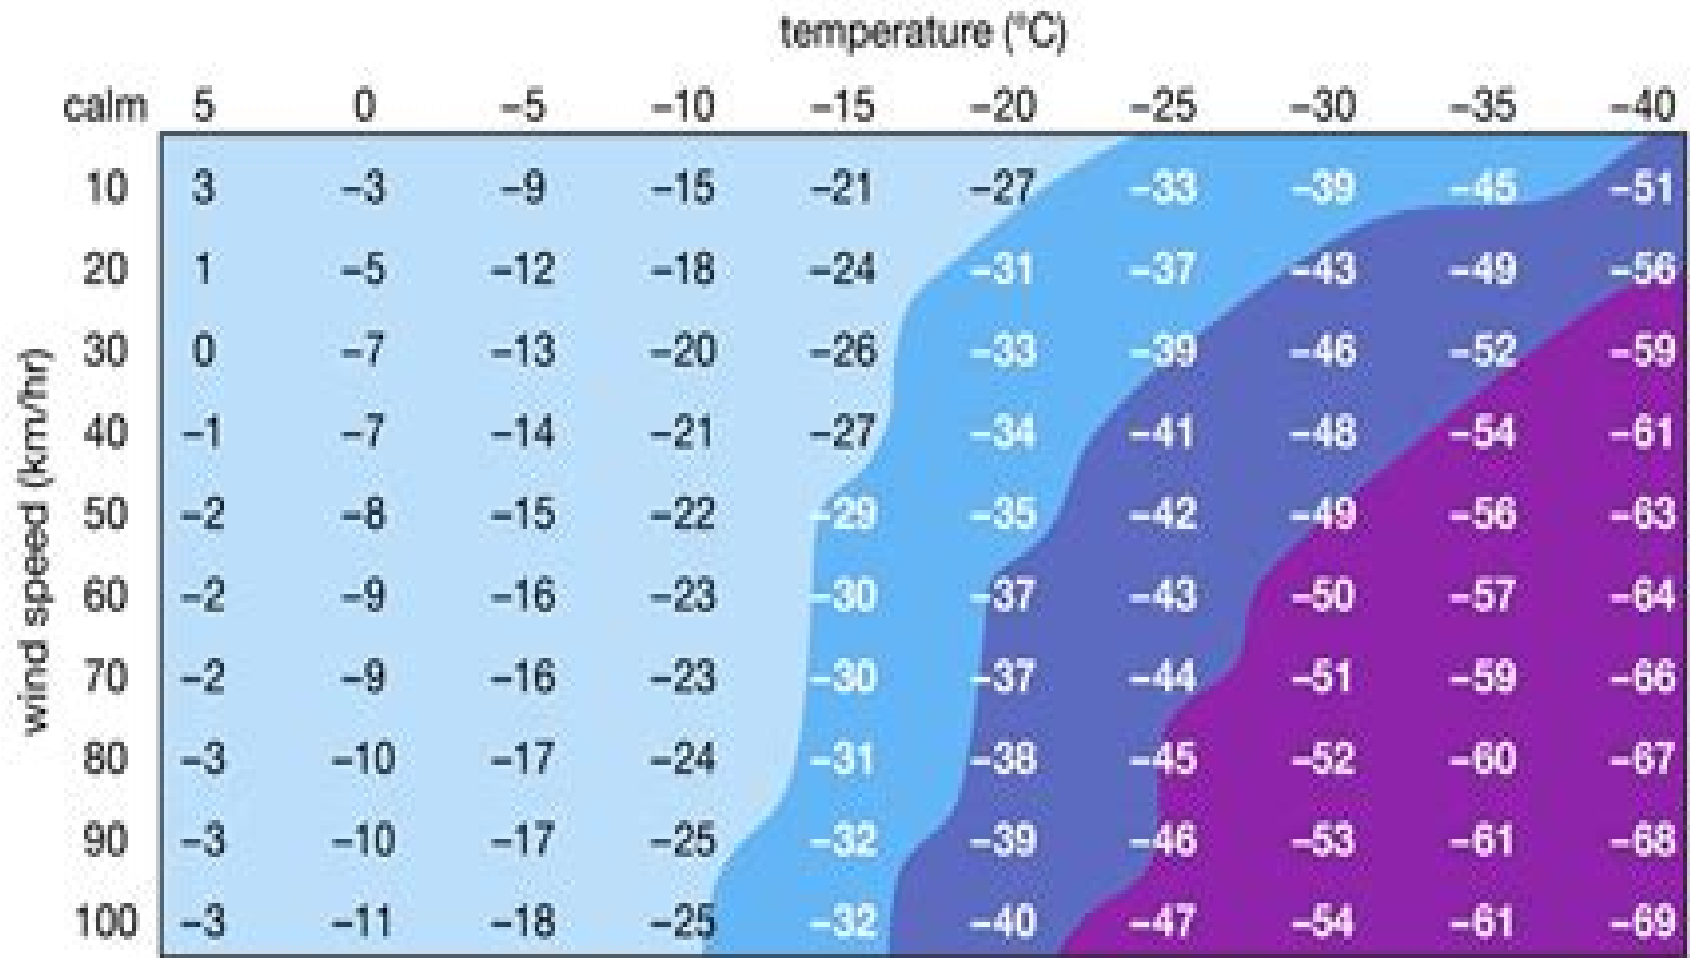 temperature (°C)
calm 5 0 –5 –10 –15 –20 –25 –30 –35 –40
wind speed (km/hr)
10 3 –3 –9 –15 –21 –27 –33 –39 –45 –51
20 1 –5 –12 –18 –24 –31 –37 –43 –49 –56
30 0 –7 –13 –20 –26 –33 –39 –46 –52 –59
40 –1 –7 –14 –21 –27 –34 –41 –48 –54 –61
50 –2 –8 –15 –22 –29 –35 –42 –49 –56 –63
60 –2 –9 –16 –23 –30 –37 –43 –50 –57 –64
70 –2 –9 –16 –23 –30 –37 –44 –51 –59 –66
80 –3 –10 –17 –24 –31 –38 –45 –52 –60 –67
90 –3 –10 –17 –25 –32 –39 –46 –53 –61 –68
100 –3 –11 –18 –25 –32 –40 –47 –54 –61 –69